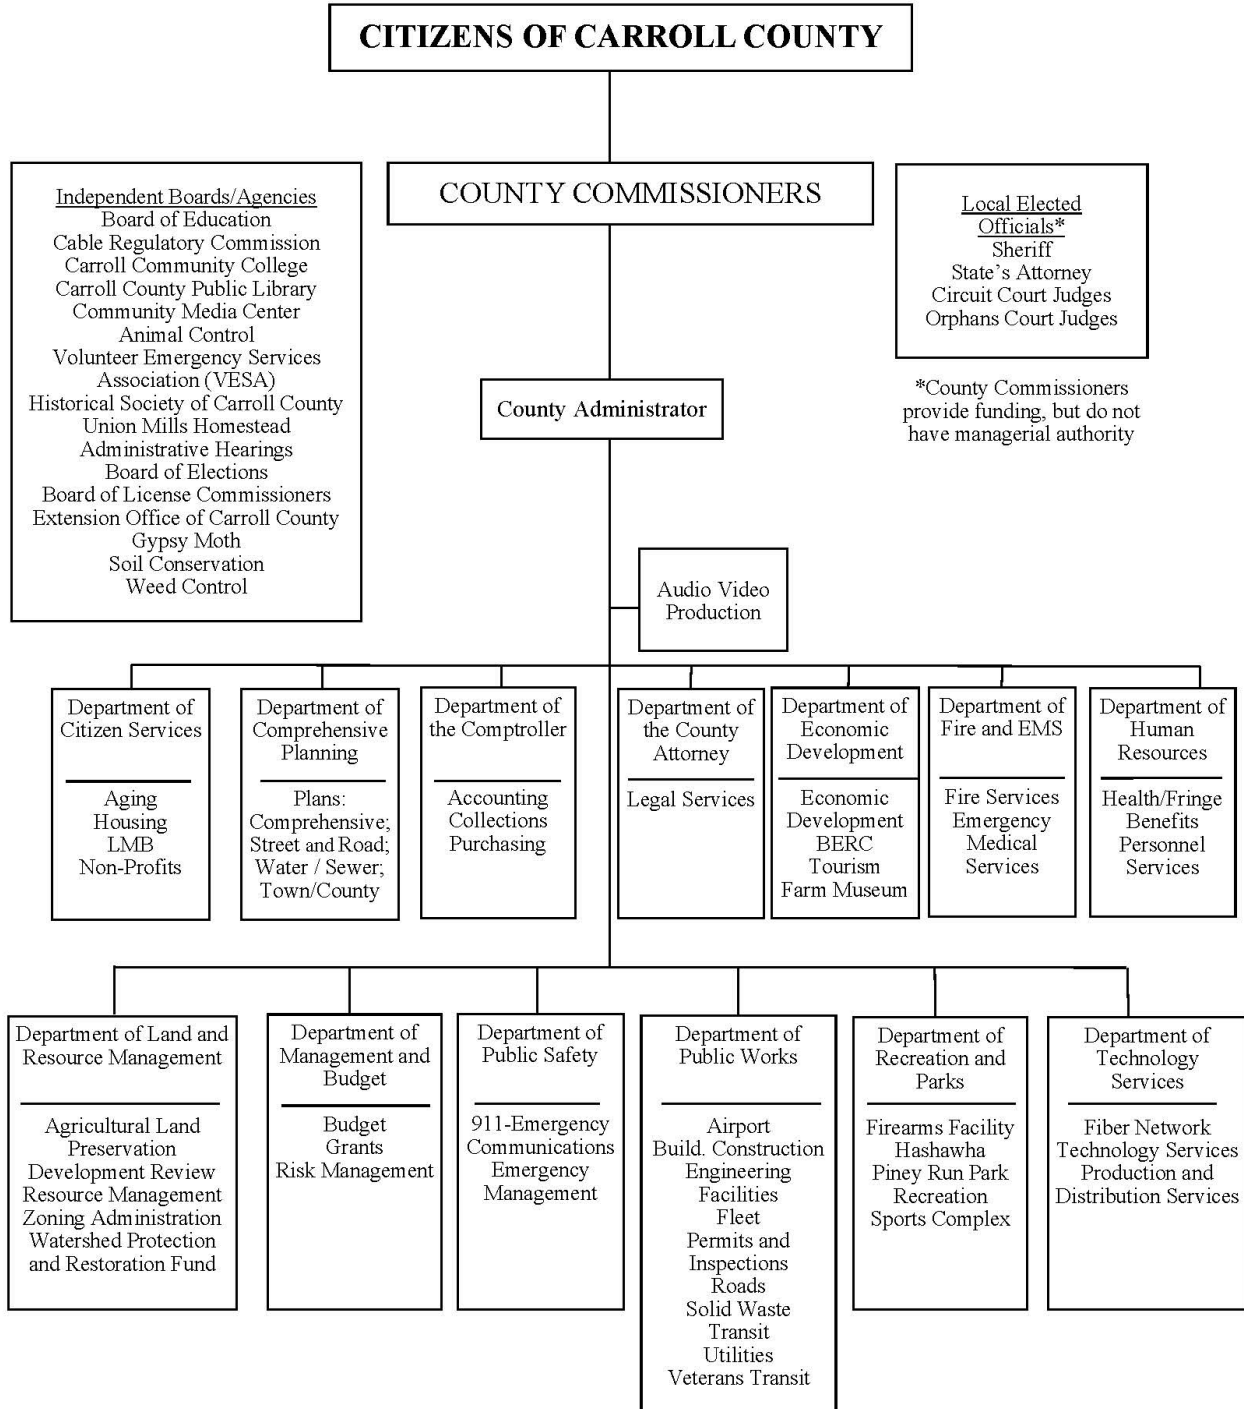 CITIZENS OF CARROLL COUNTY
COUNTY COMMISSIONERS
Independent Boards/Agencies
Board of Education
Cable Regulatory Commission
Carroll Community College
Carroll County Public Library
Community Media Center
Animal Control
Volunteer Emergency Services
Association (VESA)
Historical Society of Carroll County
Union Mills Homestead
Administrative Hearings
Board of Elections
Board of License Commissioners
Extension Office of Carroll County
Gypsy Moth
Soil Conservation
Weed Control
Local Elected
Officials*
Sheriff
State's Attorney
Circuit Court Judges
Orphans Court Judges
*County Commissioners
provide funding, but do not
have managerial authority
County Administrator
Audio Video
Production
Department of
Citizen Services
Aging
Housing
LMB
Non-Profits
Department of
Comprehensive
Planning
Plans:
Comprehensive;
Street and Road;
Water / Sewer;
Town/County
Department of
the Comptroller
Accounting
Collections
Purchasing
Department of
the County
Attorney
Legal Services
Department of
Economic
Development
Economic
Development
BERC
Tourism
Farm Museum
Department of
Fire and EMS
Fire Services
Emergency
Medical
Services
Department of
Human
Resources
Health/Fringe
Benefits
Personnel
Services
Department of Land and
Resource Management
Agricultural Land
Preservation
Development Review
Resource Management
Zoning Administration
Watershed Protection
and Restoration Fund
Department of
Management and
Budget
Budget
Grants
Risk Management
Department of
Public Safety
911-Emergency
Communications
Emergency
Management
Department of
Public Works
Airport
Build. Construction
Engineering
Facilities
Fleet
Permits and
Inspections
Roads
Solid Waste
Transit
Utilities
Veterans Transit
Department of
Recreation and
Parks
Firearms Facility
Hashawha
Piney Run Park
Recreation
Sports Complex
Department of
Technology
Services
Fiber Network
Technology Services
Production and
Distribution Services